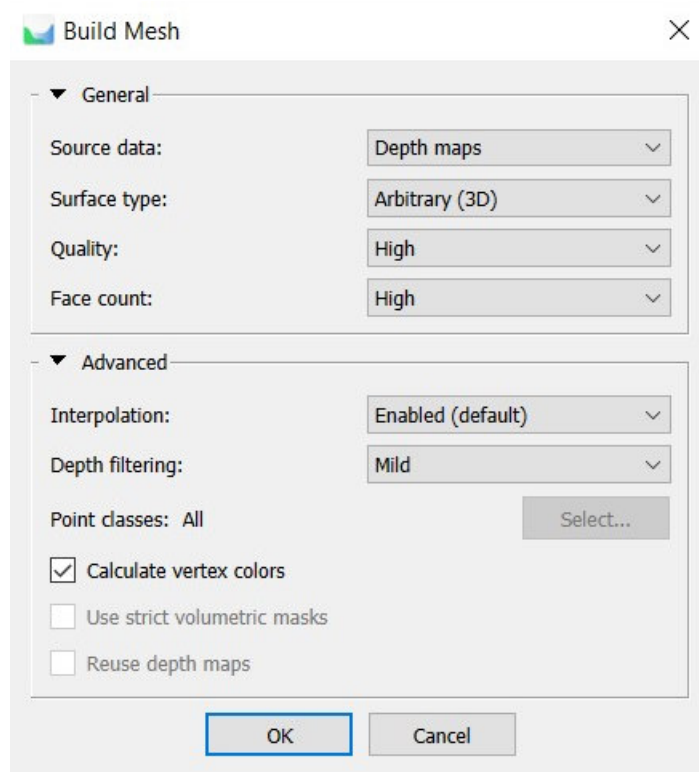 Build Mesh
General
Source data: Depth maps
Surface type: Arbitrary (3D)
Quality: High
Face count: High
Advanced
Interpolation: Enabled (default)
Depth filtering: Mild
Point classes: All Select...
Calculate vertex colors
Use strict volumetric masks
Reuse depth maps
OK Cancel